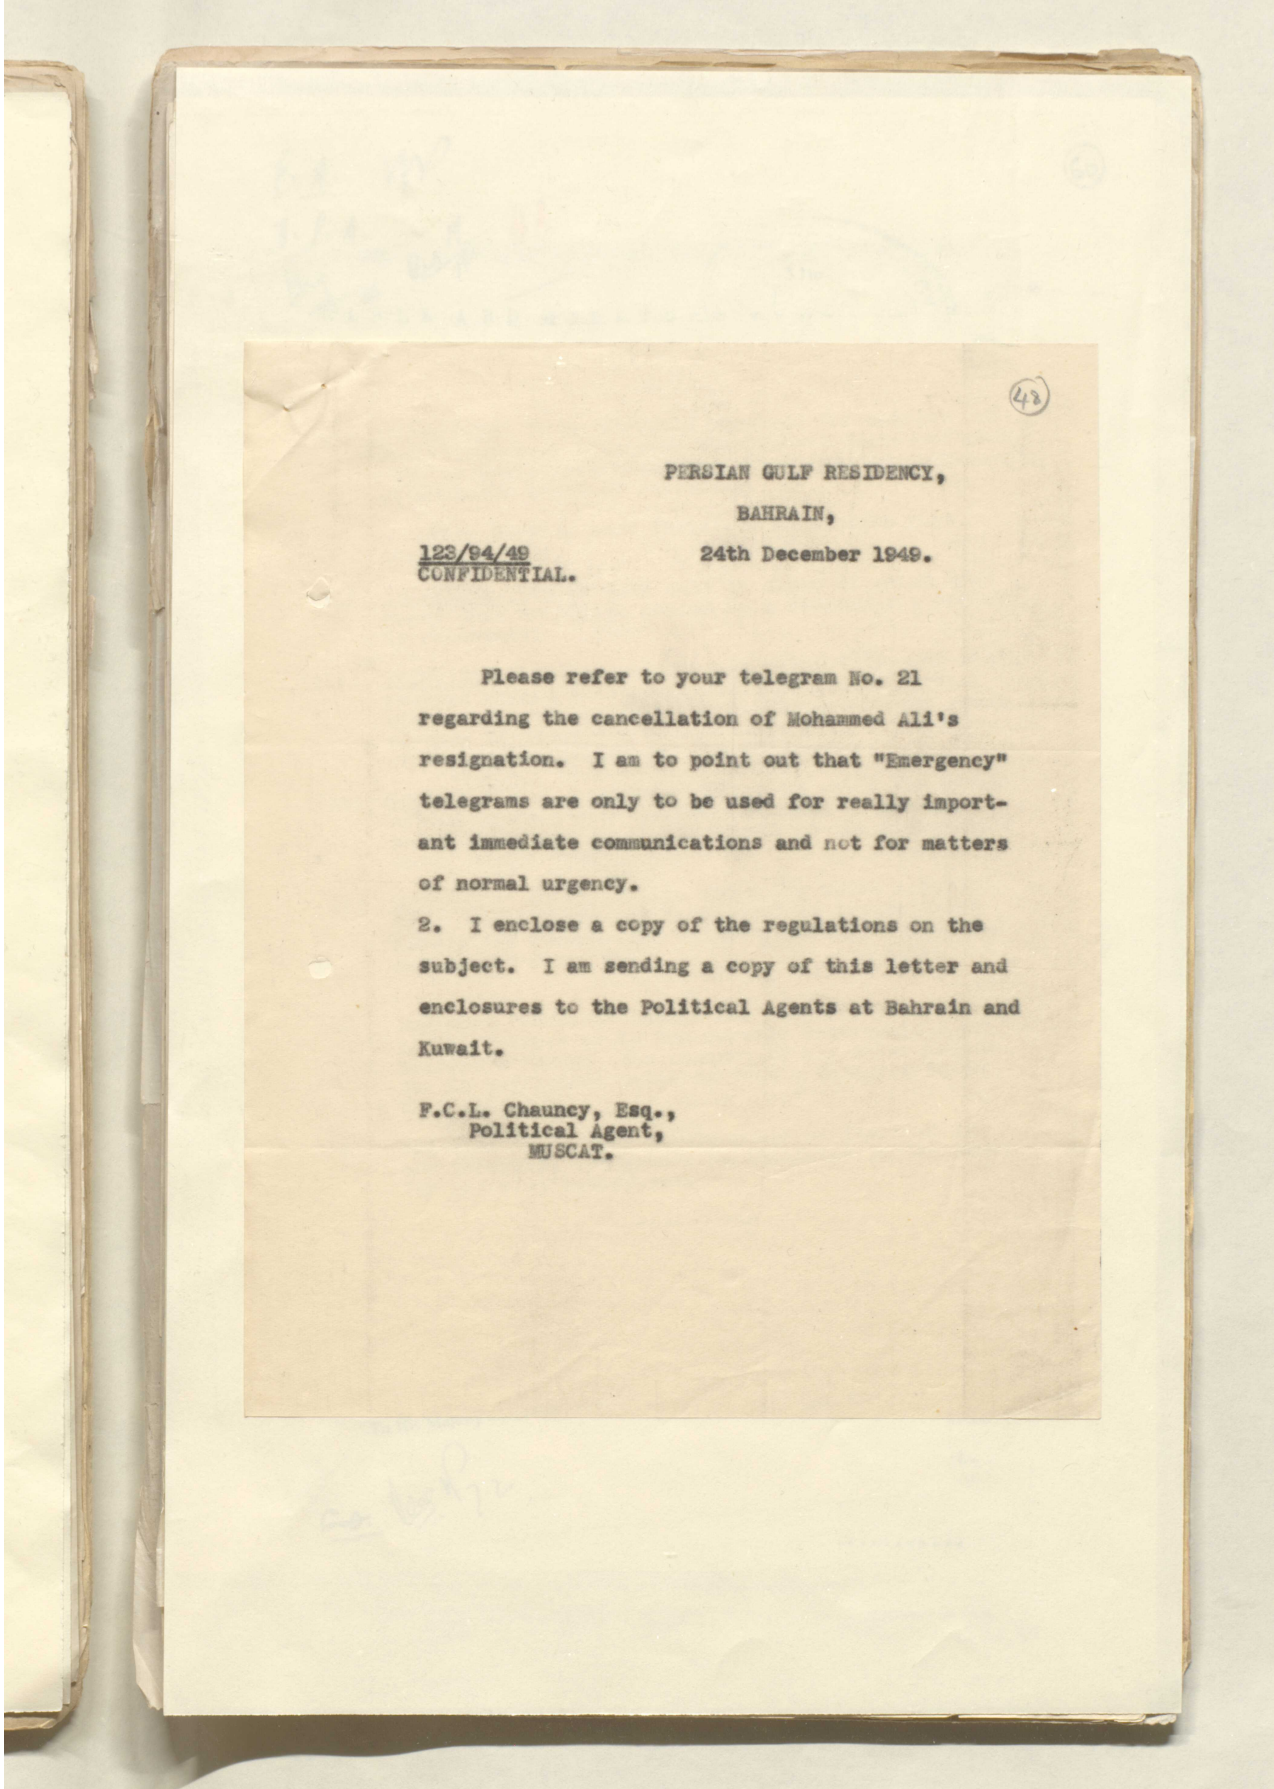 48
PERSIAN GULF RESIDENCY,
BAHRAIN,
123/94/49
24th December 1949.
CONFIDENTIAL.
Please refer to your telegram No. 21
regarding the cancellation of Mohammed Ali's
resignation. I am to point out that "Emergency"
telegrams are only to be used for really import-
ant immediate communications and not for matters
of normal urgency.
2. I enclose a copy of the regulations on the
subject. I am sending a copy of this letter and
enclosures to the Political Agents at Bahrain and
Kuwait.
F.C.L. Chauncy, Esq.,
Political Agent,
MUSCAT.